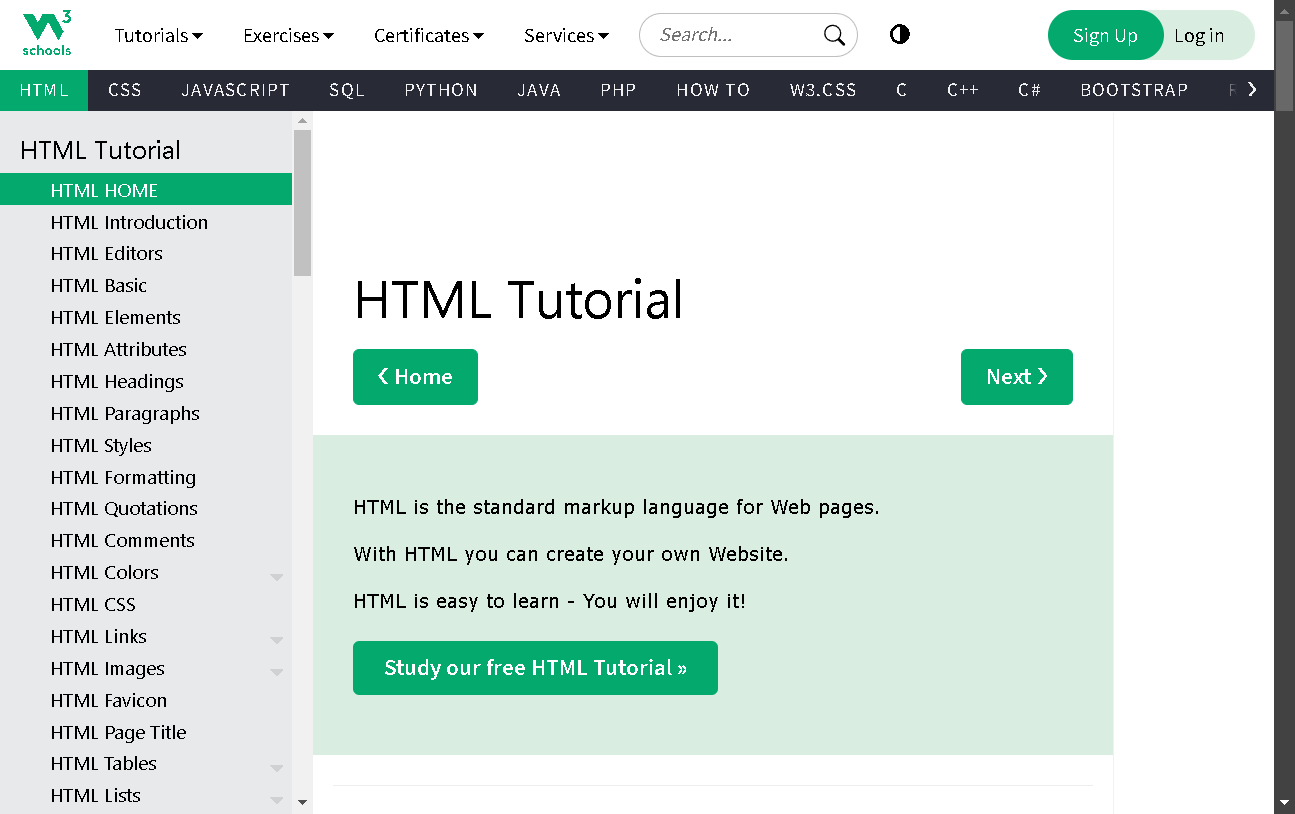 W3 schools
Tutorials Exercises Certificates Services Search... Sign Up Log in
HTML CSS JAVASCRIPT SQL PYTHON JAVA PHP HOW TO W3.CSS C C++ C# BOOTSTRAP
HTML Tutorial
HTML HOME
HTML Introduction
HTML Editors
HTML Basic
HTML Elements
HTML Attributes
HTML Headings
HTML Paragraphs
HTML Styles
HTML Formatting
HTML Quotations
HTML Comments
HTML Colors
HTML CSS
HTML Links
HTML Images
HTML Favicon
HTML Page Title
HTML Tables
HTML Lists
HTML Tutorial
❮ Home Next ❯
HTML is the standard markup language for Web pages.
With HTML you can create your own Website.
HTML is easy to learn - You will enjoy it!
Study our free HTML Tutorial »